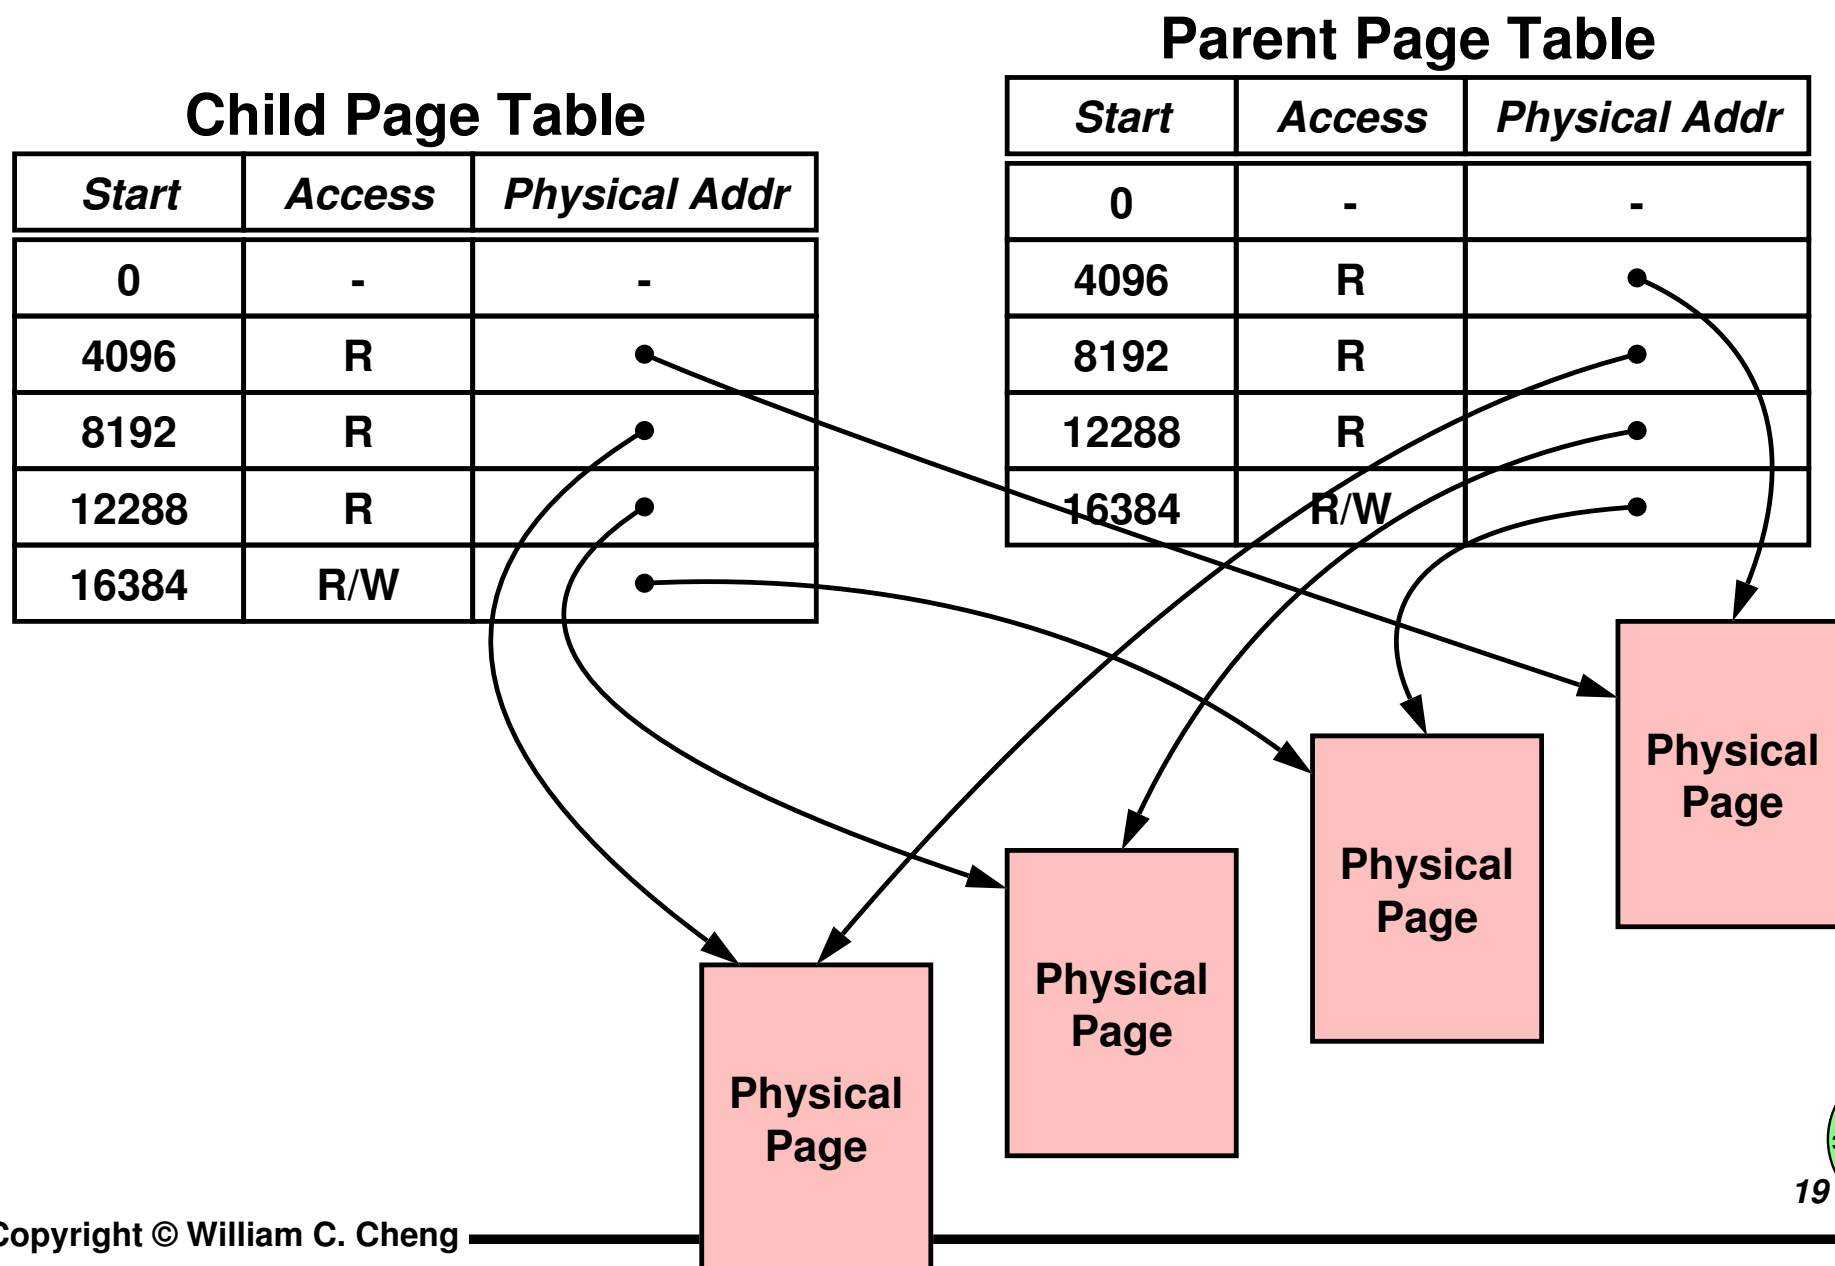 Parent Page Table
Start Access Physical Addr
0 - -
4096 R
8192 R
12288 R
16384 R/W
Child Page Table
Start Access Physical Addr
0 - -
4096 R
8192 R
12288 R
16384 R/W
Physical
Page
Physical
Page
Physical
Page
Physical
Page
19
Copyright © William C. Cheng